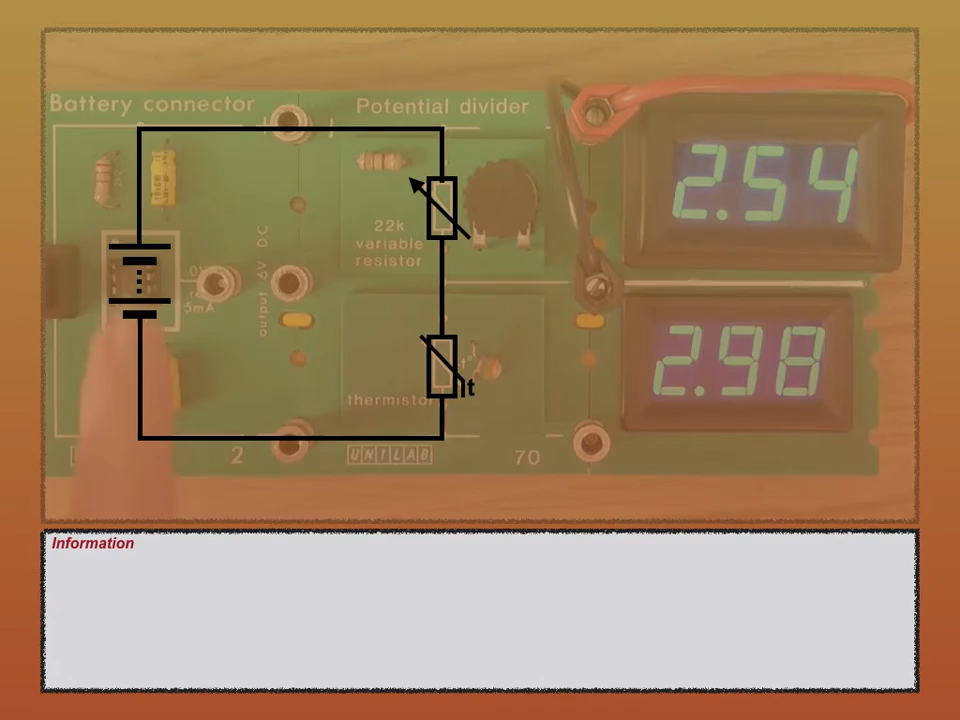 Battery connector
Potential divider
2.54
22k
variable
resistor
output 6V DC
5mA
2.98
t
thermistor
2
UNILAB
70
Information